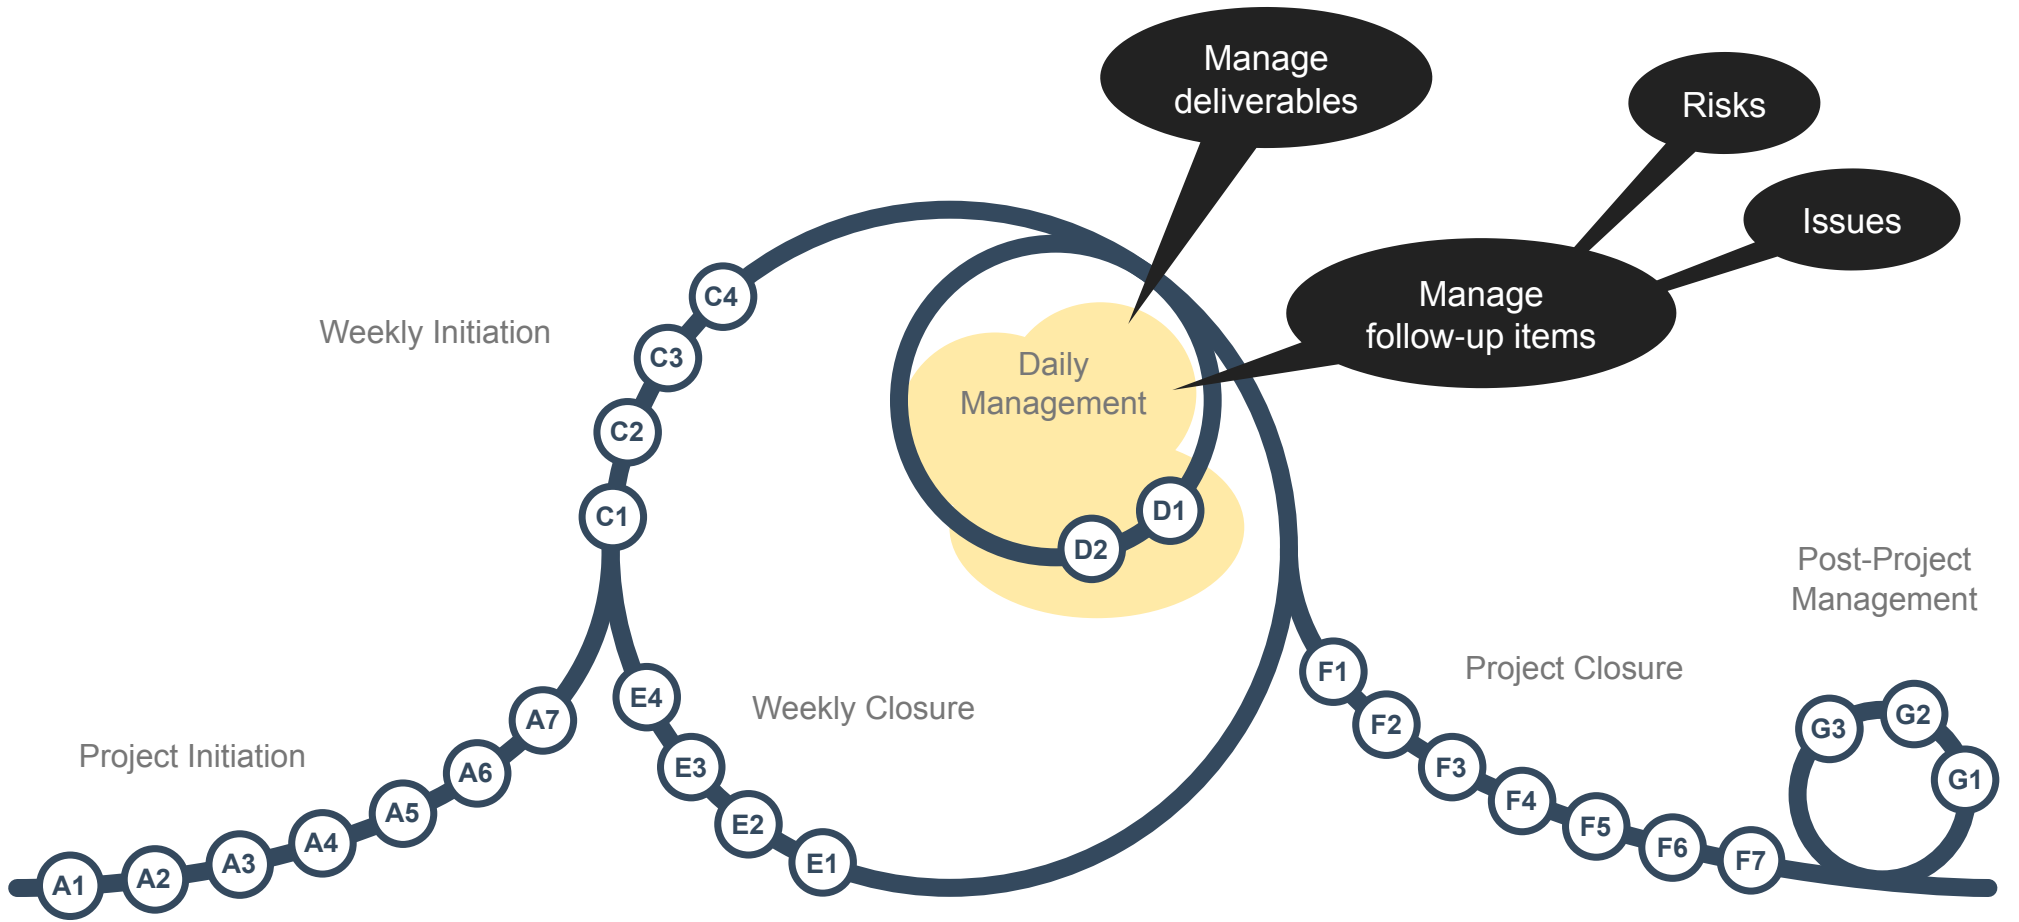 Manage
deliverables
Risks
Issues
Manage
follow-up items
Weekly Initiation
C4
C3
C2
C1
Daily
Management
D1
D2
Post-Project
Management
Project Closure
Weekly Closure
Project Initiation
A1
A2
A3
A4
A5
A6
A7
E4
E3
E2
E1
F1
F2
F3
F4
F5
F6
F7
G3
G2
G1